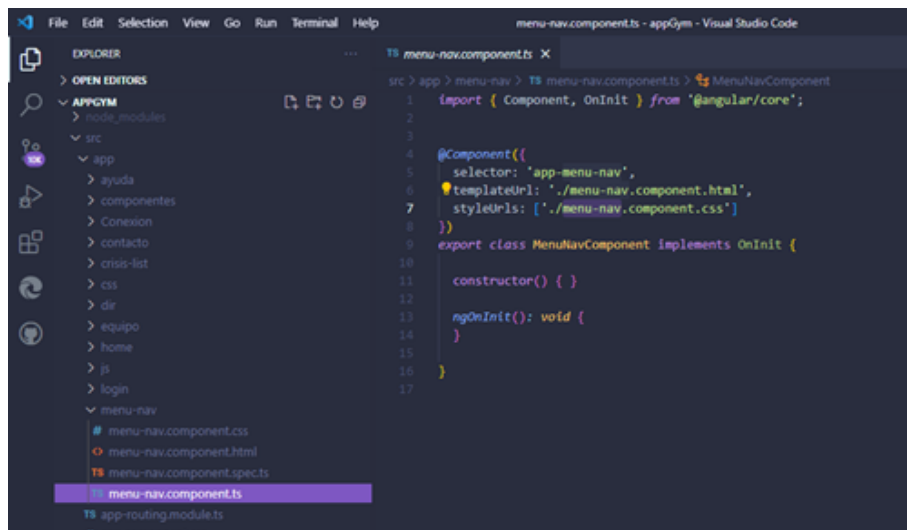 File Edit Selection View Go Run Terminal Help menu-nav.component.ts - appGym - Visual Studio Code
EXPLORER ···
OPEN EDITORS
APPGYM
node_modules
src
app
ayuda
componentes
Conexion
contacto
crisis-list
css
dir
equipo
home
js
login
menu-nav
# menu-nav.component.css
<> menu-nav.component.html
TS menu-nav.component.spec.ts
TS menu-nav.component.ts
TS app-routing.module.ts
10K
TS menu-nav.component.ts ×
src > app > menu-nav > TS menu-nav.component.ts > MenuNavComponent
1 import { Component, OnInit } from '@angular/core';
2
3
4 @Component({
5 selector: 'app-menu-nav',
6 templateUrl: './menu-nav.component.html',
7 styleUrls: ['./menu-nav.component.css']
8 })
9 export class MenuNavComponent implements OnInit {
10
11 constructor() { }
12
13 ngOnInit(): void {
14 }
15
16 }
17